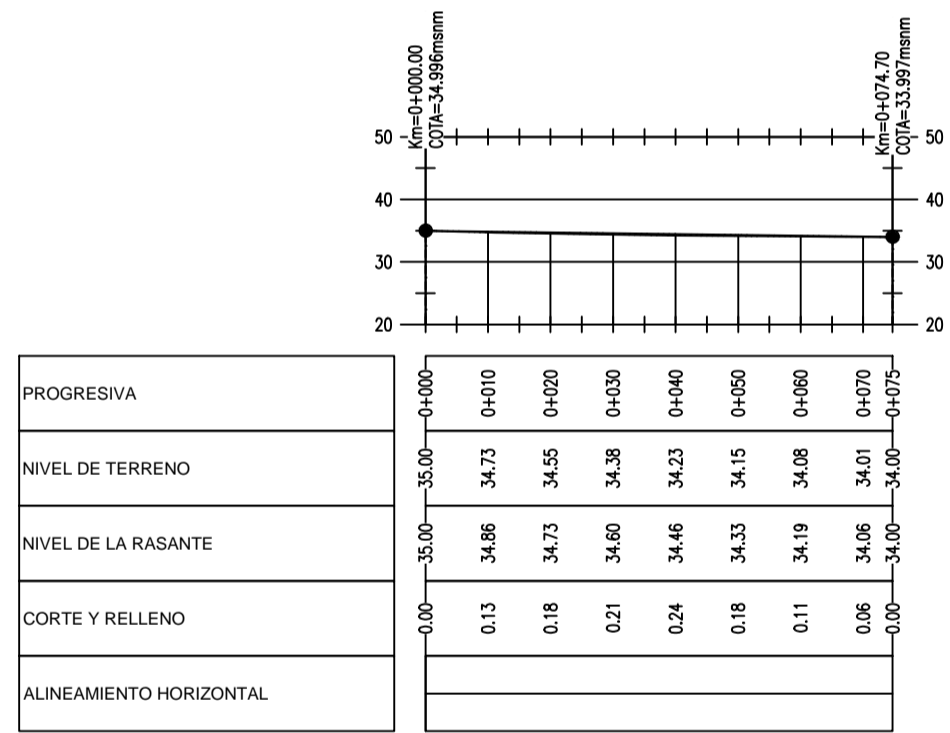 Km=0+000.00
COTA=34.996msnm
Km=0+074.70
COTA=33.997msnm
50 50
40 40
30 30
20 20
PROGRESIVA 0+000 0+010 0+020 0+030 0+040 0+050 0+060 0+070 0+075
NIVEL DE TERRENO 35.00 34.73 34.55 34.38 34.23 34.15 34.08 34.01 34.00
NIVEL DE LA RASANTE 35.00 34.86 34.73 34.60 34.46 34.33 34.19 34.06 34.00
CORTE Y RELLENO 0.00 0.13 0.18 0.21 0.24 0.18 0.11 0.06 0.00
ALINEAMIENTO HORIZONTAL